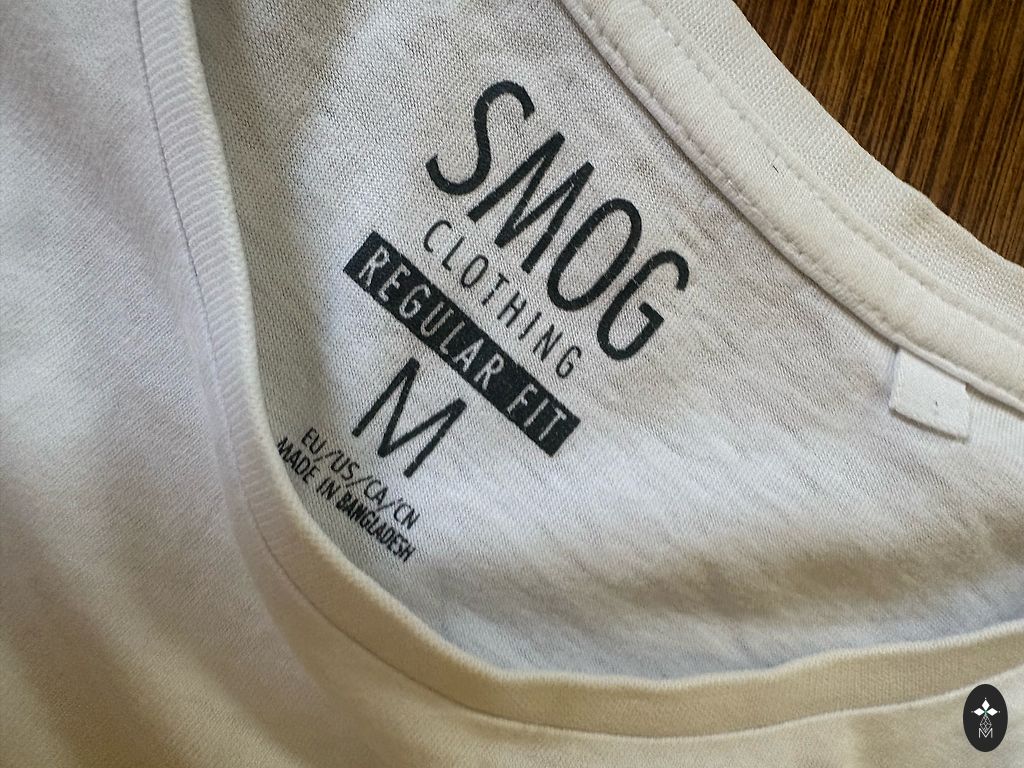 SMOG
CLOTHING
REGULAR FIT
M
EU/US/CA/CN
MADE IN BANGLADESH
M